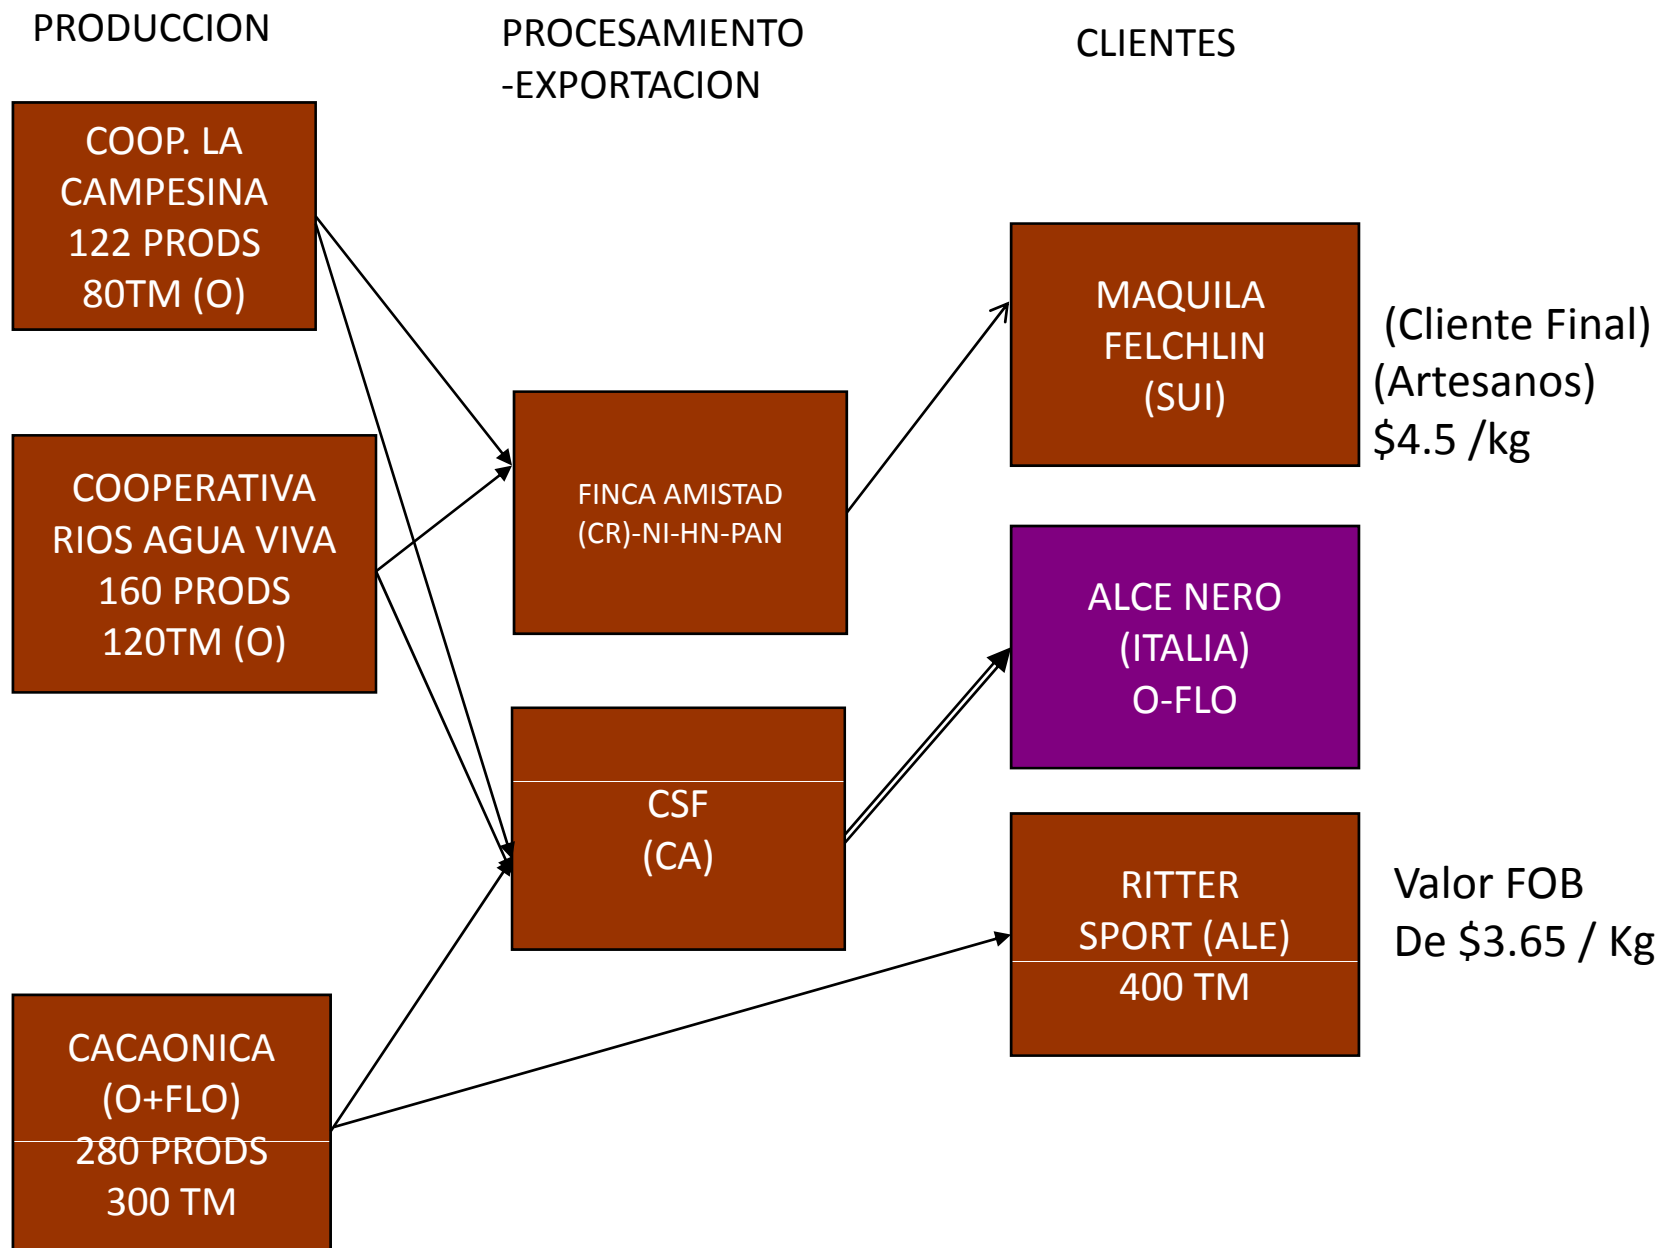 PRODUCCION
PROCESAMIENTO
-EXPORTACION
CLIENTES
COOP. LA
CAMPESINA
122 PRODS
80TM (O)
COOPERATIVA
RIOS AGUA VIVA
160 PRODS
120TM (O)
CACAONICA
(O+FLO)
280 PRODS
300 TM
FINCA AMISTAD
(CR)-NI-HN-PAN
CSF
(CA)
MAQUILA
FELCHLIN
(SUI)
(Cliente Final)
(Artesanos)
$4.5 /kg
ALCE NERO
(ITALIA)
O-FLO
RITTER
SPORT (ALE)
400 TM
Valor FOB
De $3.65 / Kg